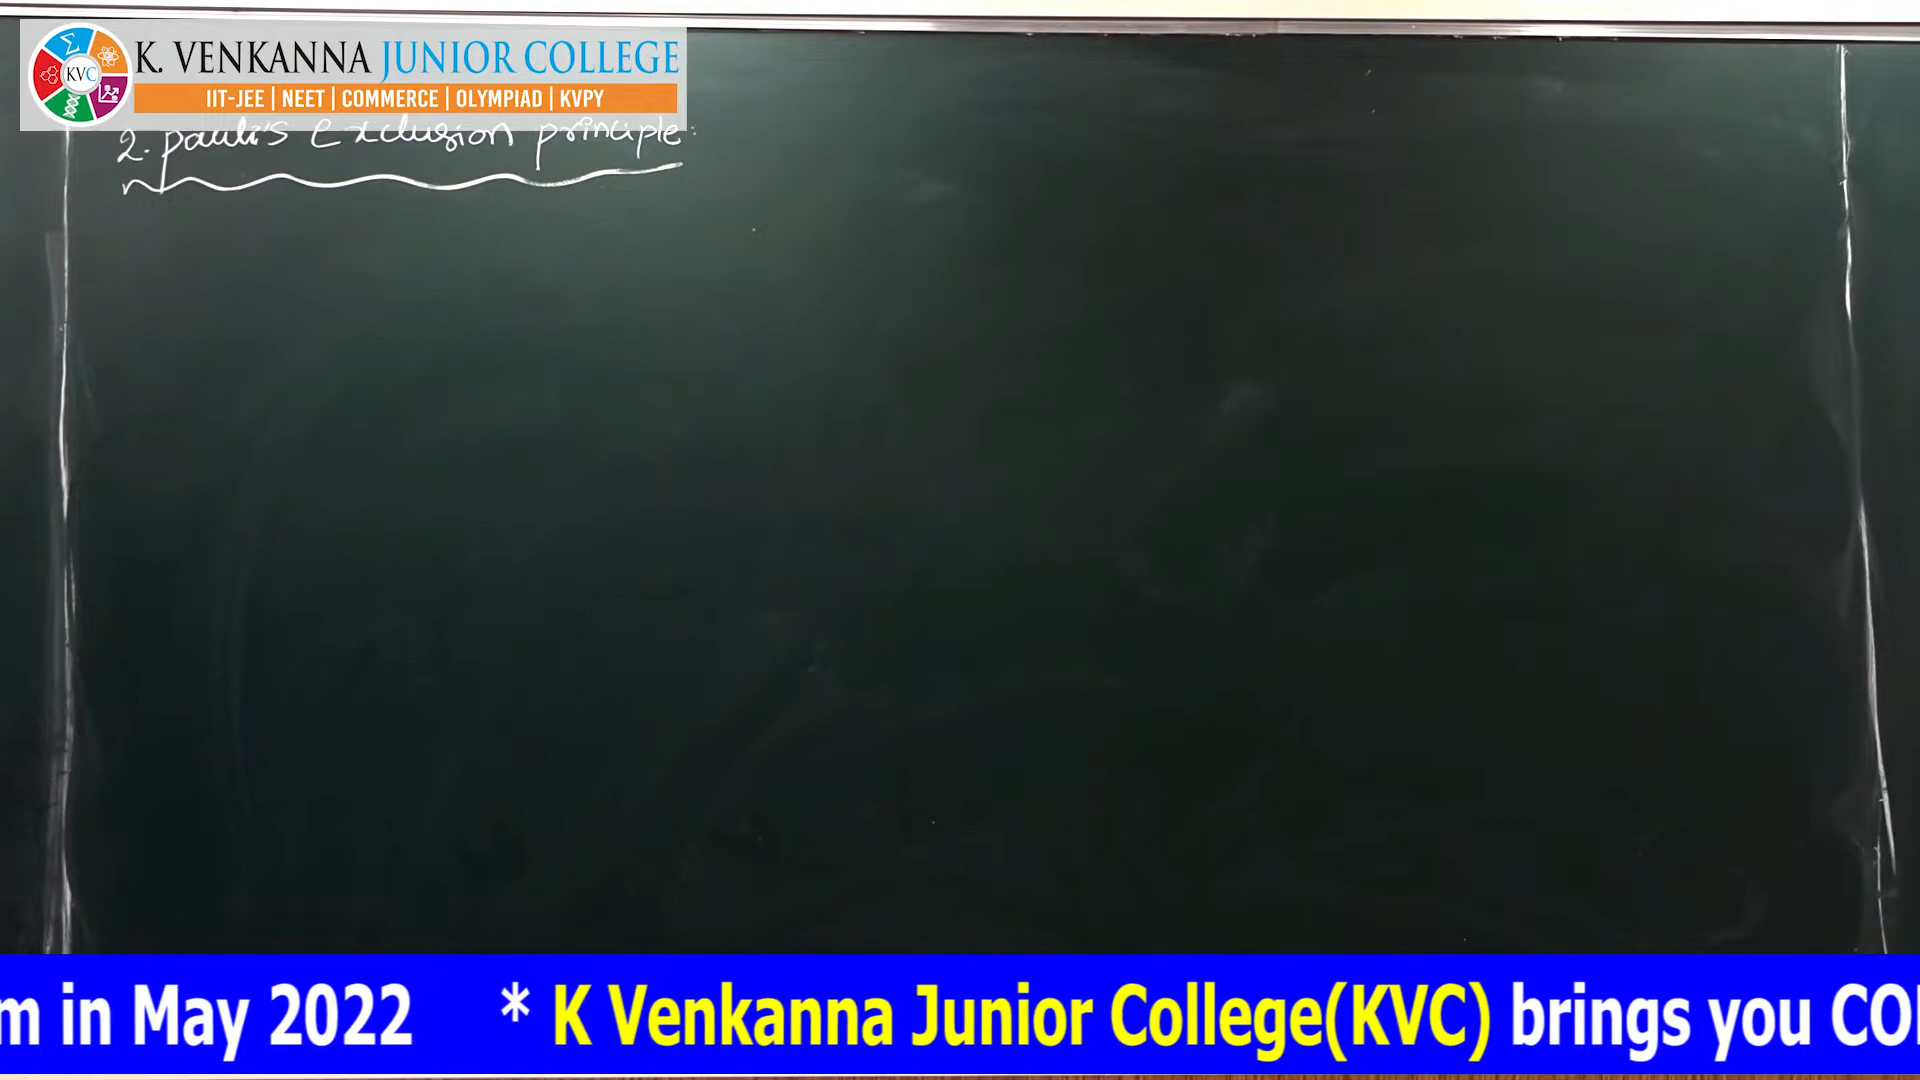 KVC
K. VENKANNA JUNIOR COLLEGE
IIT-JEE | NEET | COMMERCE | OLYMPIAD | KVPY
2. pauli's exclusion principle:
m in May 2022 * K Venkanna Junior College(KVC) brings you CO